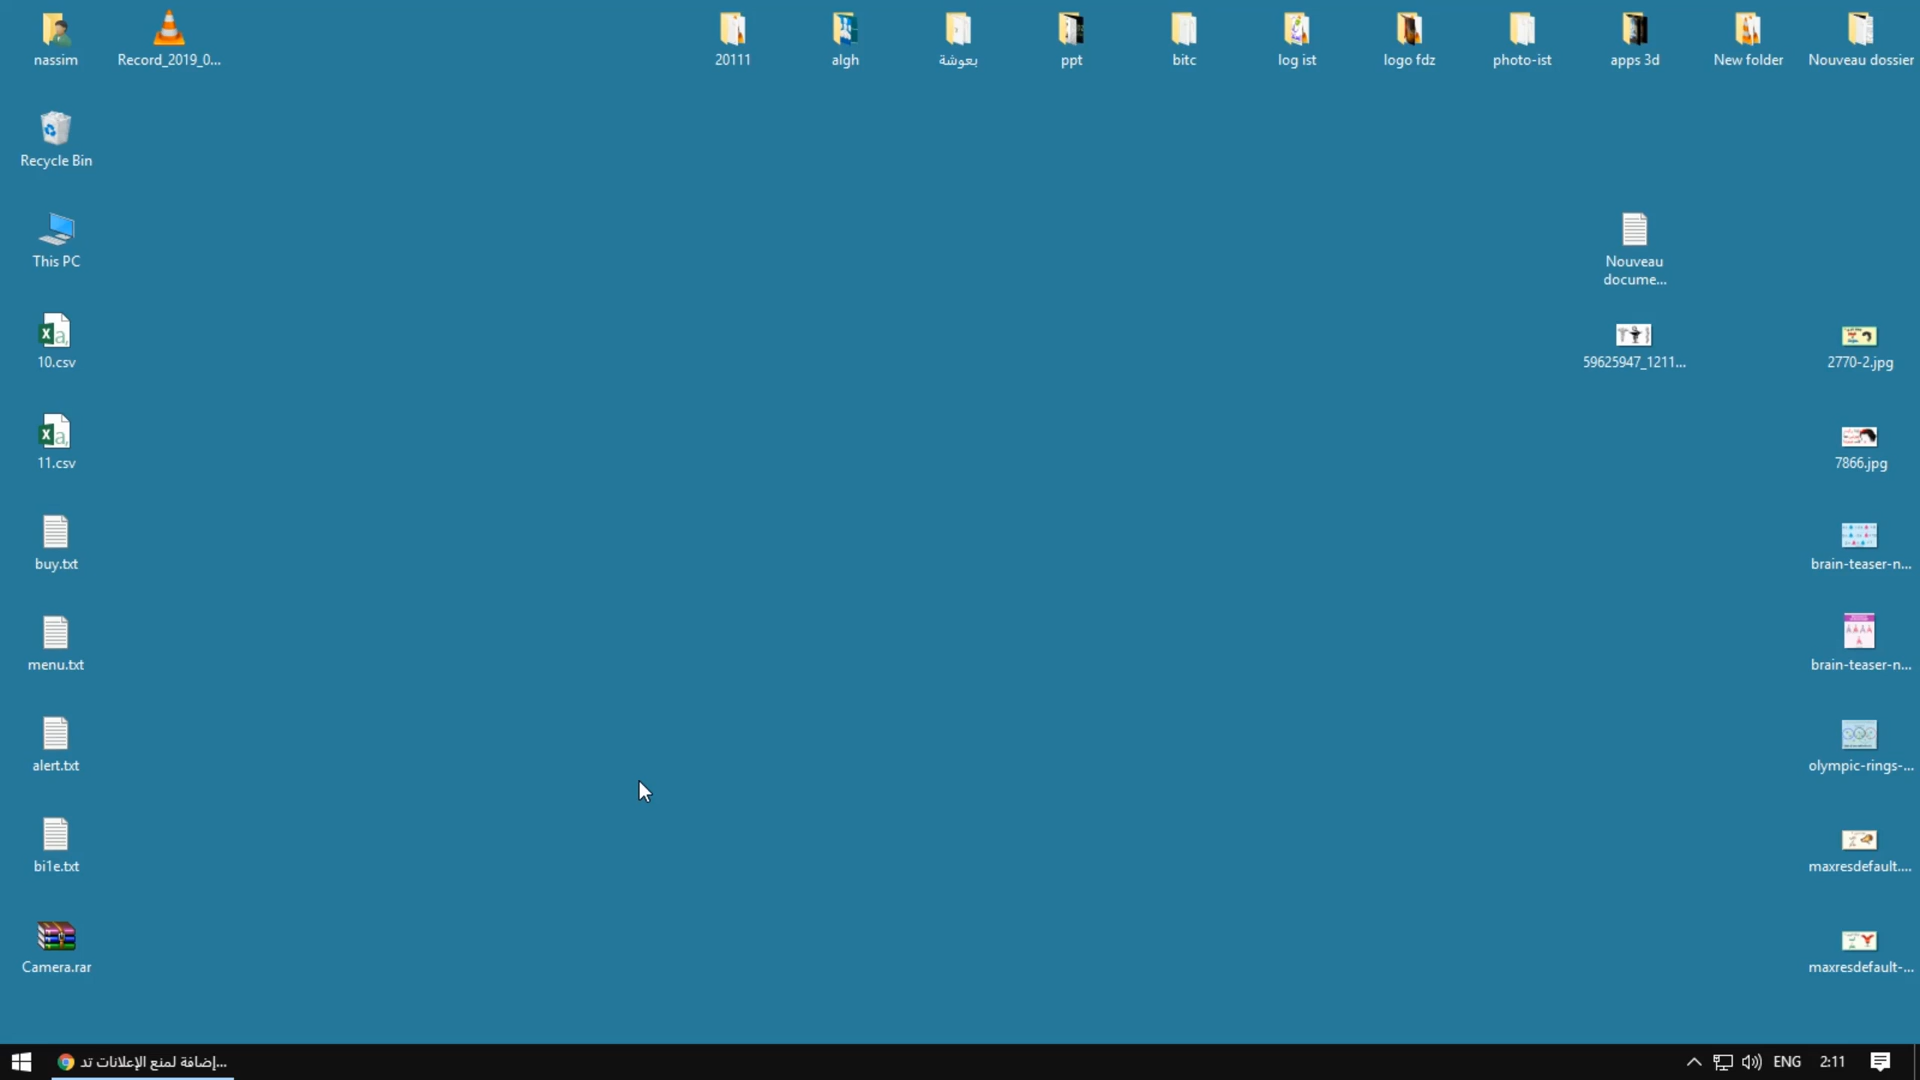 nassim
Record_2019_0...
20111
algh
بعوشة
ppt
bitc
log ist
logo fdz
photo-ist
apps 3d
New folder
Nouveau dossier
Recycle Bin
This PC
Nouveau
docume...
10.csv
59625947_1211...
2770-2.jpg
11.csv
7866.jpg
buy.txt
brain-teaser-n...
menu.txt
brain-teaser-n...
alert.txt
olympic-rings-...
bi1e.txt
maxresdefault....
Camera.rar
maxresdefault-...
إضافة لمنع الإعلانات تد...
ENG
2:11